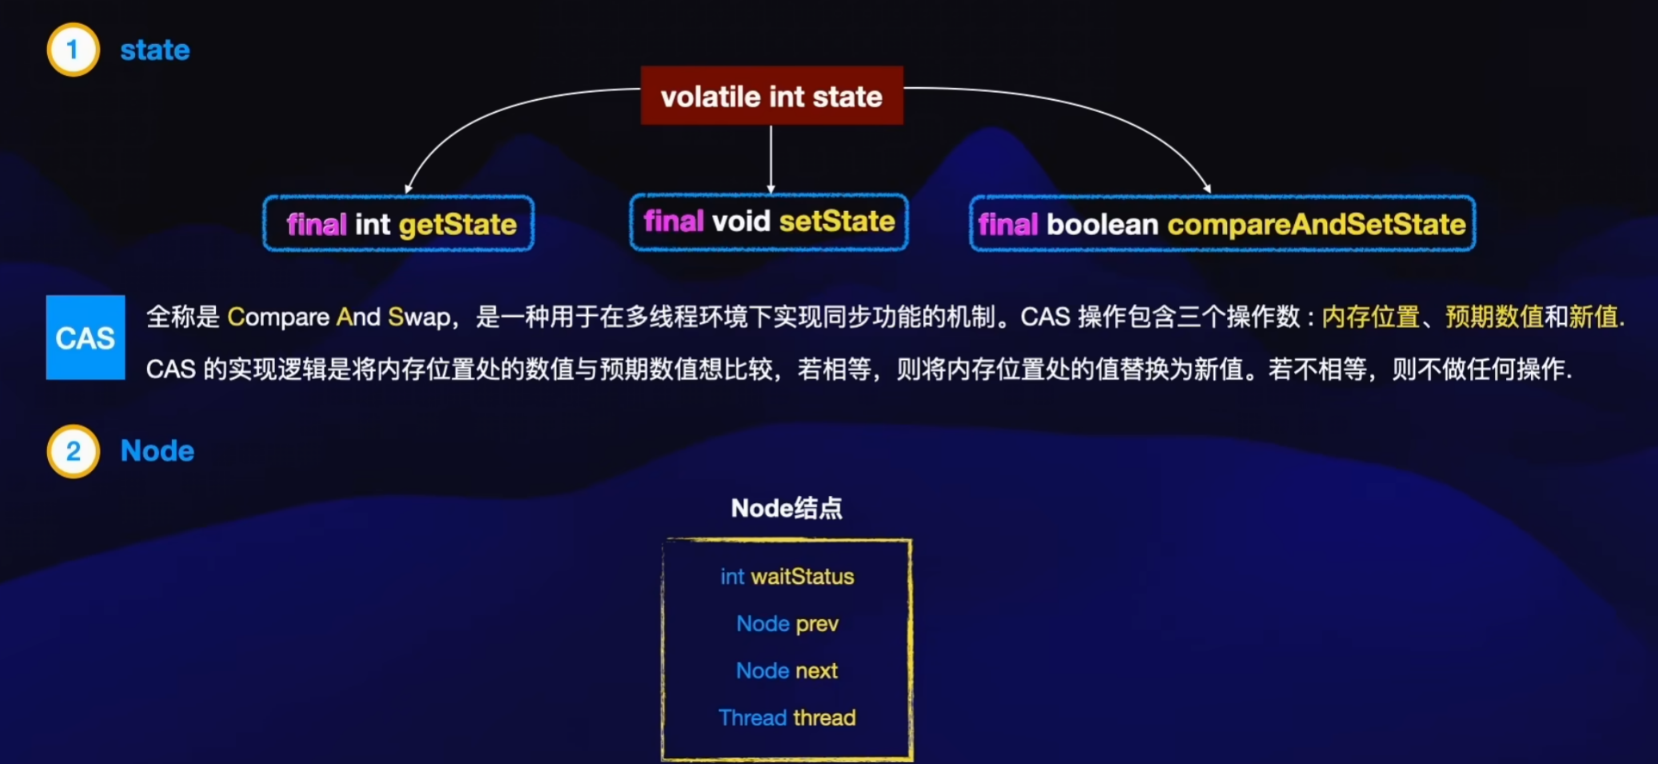 1 state
volatile int state
final int getState
final void setState
final boolean compareAndSetState
CAS
全称是 Compare And Swap，是一种用于在多线程环境下实现同步功能的机制。CAS 操作包含三个操作数 : 内存位置、预期数值和新值.
CAS 的实现逻辑是将内存位置处的数值与预期数值想比较，若相等，则将内存位置处的值替换为新值。若不相等，则不做任何操作.
2 Node
Node结点
int waitStatus
Node prev
Node next
Thread thread